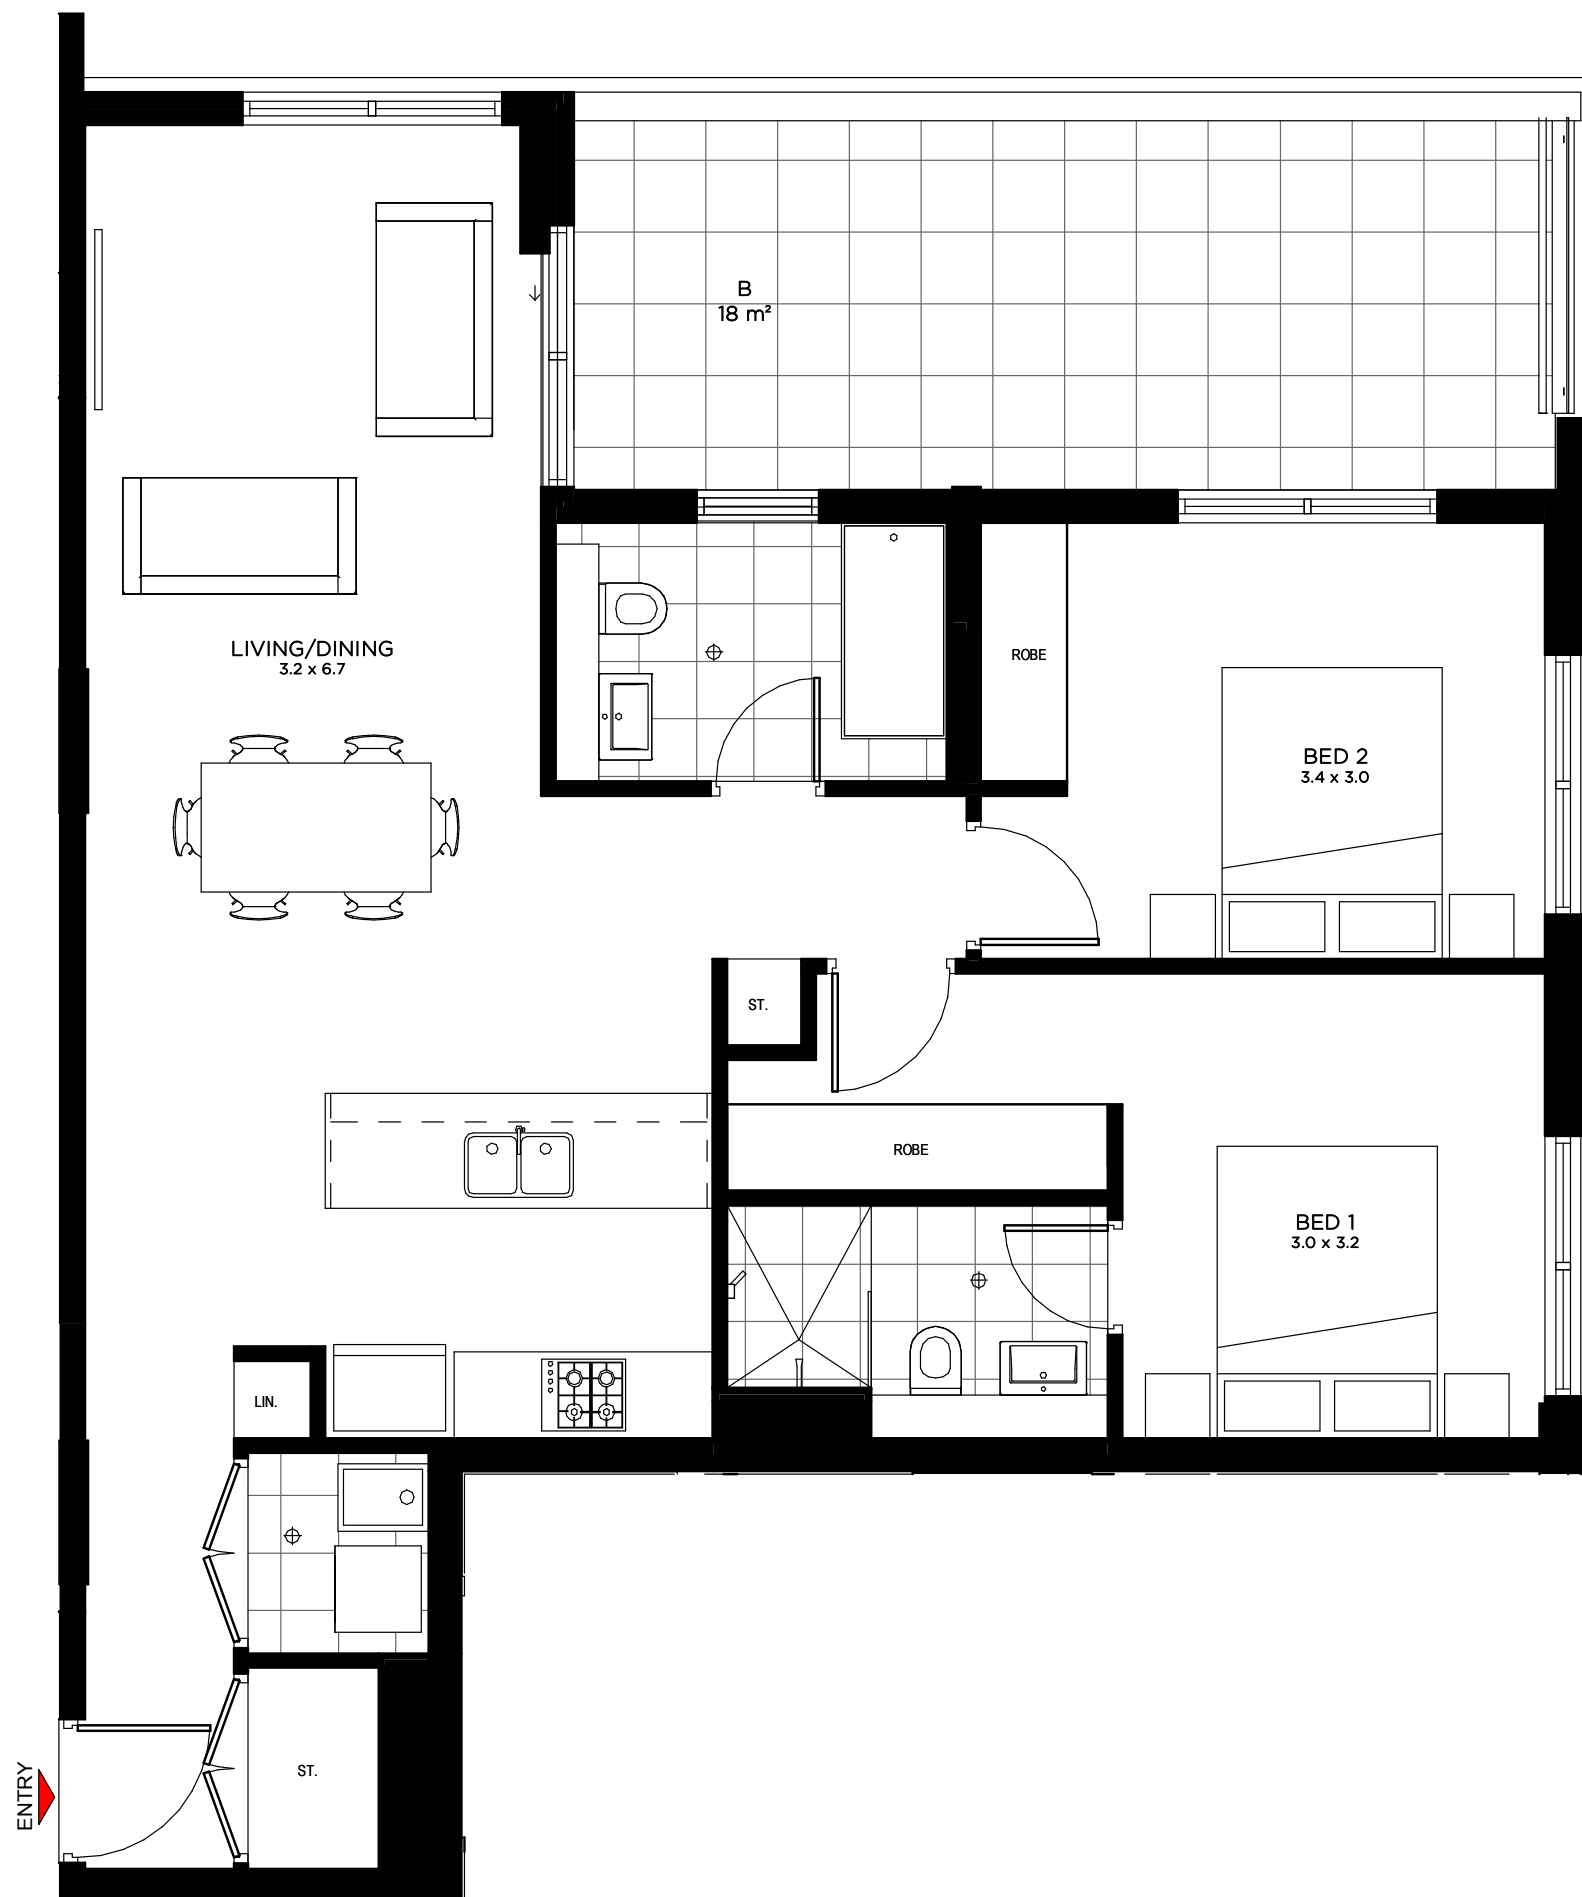 B
18 m²
LIVING/DINING
3.2 x 6.7
ROBE
BED 2
3.4 x 3.0
ST.
ROBE
BED 1
3.0 x 3.2
LIN.
ST.
ENTRY